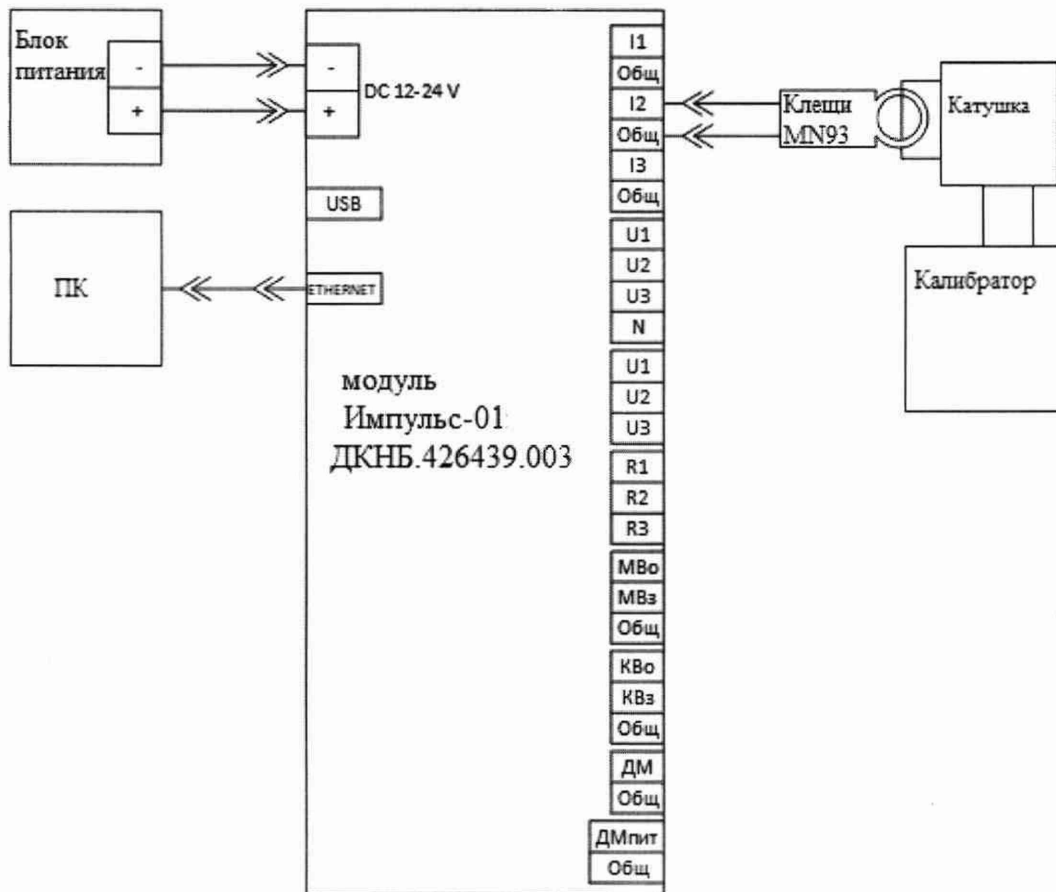 Блок
питания
-
+
-
+
DC 12-24 V
USB
ETHERNET
ПК
модуль
Импульс-01
ДКНБ.426439.003
I1
Общ
I2
Общ
I3
Общ
U1
U2
U3
N
U1
U2
U3
R1
R2
R3
МВо
МВз
Общ
КВо
КВз
Общ
ДМ
Общ
ДМпит
Общ
Клещи
MN93
Катушка
Калибратор